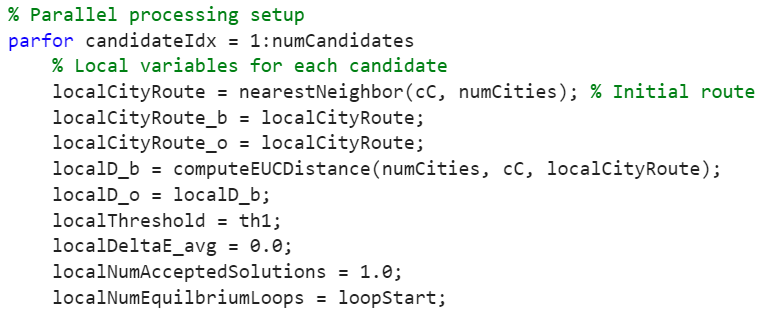 % Parallel processing setup
parfor candidateIdx = 1:numCandidates
    % Local variables for each candidate
    localCityRoute = nearestNeighbor(cC, numCities); % Initial route
    localCityRoute_b = localCityRoute;
    localCityRoute_o = localCityRoute;
    localD_b = computeEUCDistance(numCities, cC, localCityRoute);
    localD_o = localD_b;
    localThreshold = th1;
    localDeltaE_avg = 0.0;
    localNumAcceptedSolutions = 1.0;
    localNumEquilbriumLoops = loopStart;